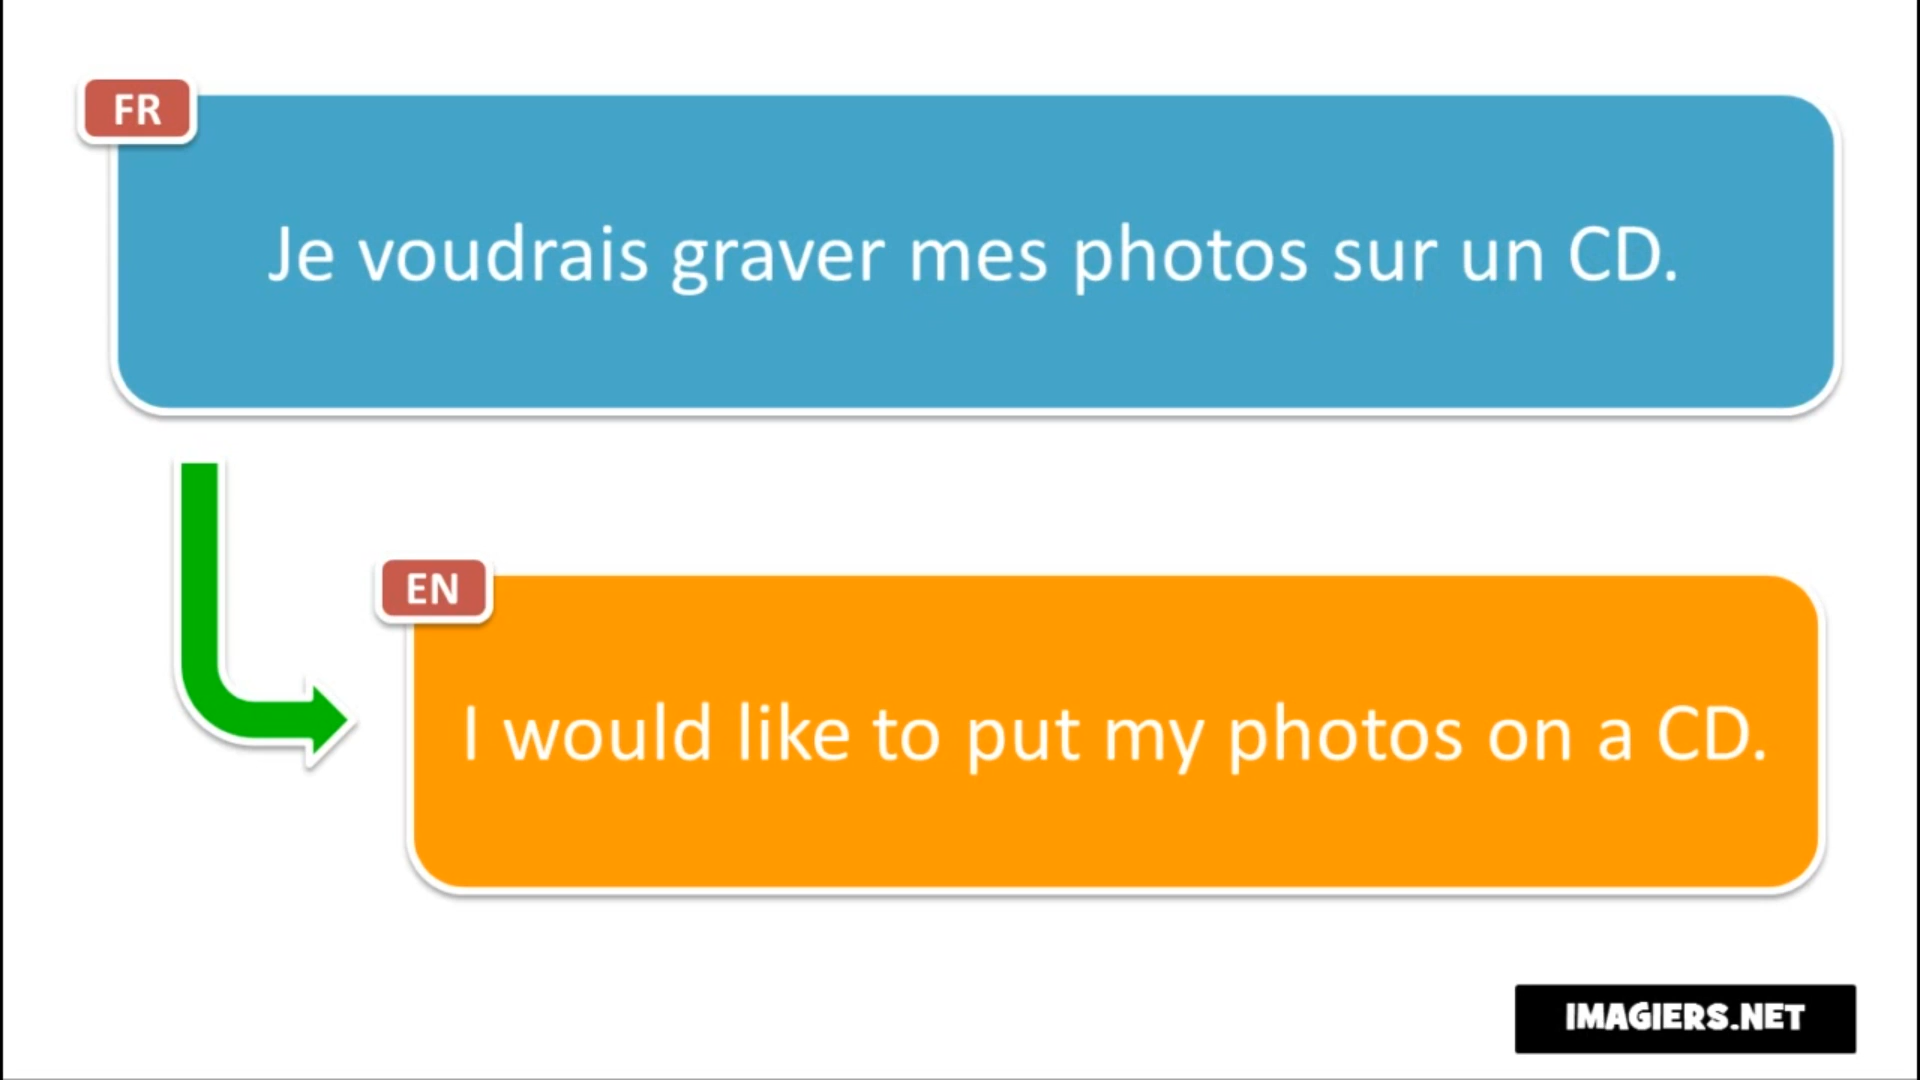 FR
Je voudrais graver mes photos sur un CD.
EN
I would like to put my photos on a CD.
IMAGIERS.NET